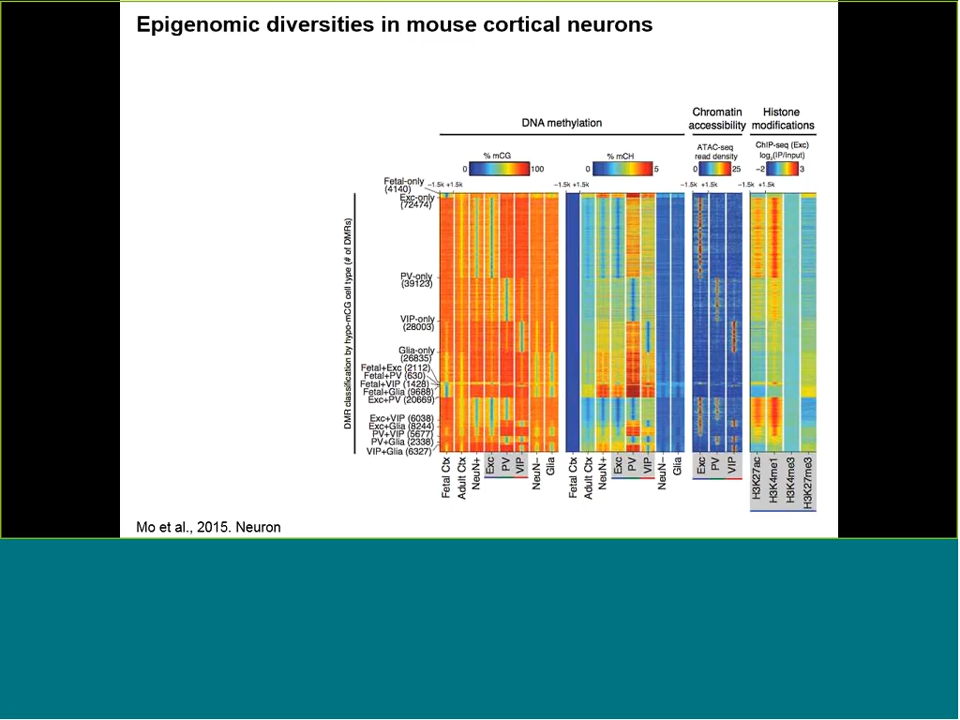 Epigenomic diversities in mouse cortical neurons
DNA methylation
Chromatin
accessibility
Histone
modifications
% mCG
0 100
% mCH
0 5
ATAC-seq
read density
0 25
ChIP-seq (Exc)
log2(IP/input)
−2 3
−1.5k +1.5k
−1.5k +1.5k
−1.5k +1.5k
−1.5k +1.5k
DMR classification by hypo-mCG cell type (# of DMRs)
Fetal-only
(4140)
Exc-only
(72474)
PV-only
(39123)
VIP-only
(28003)
Glia-only
(26835)
Fetal+Exc (2112)
Fetal+PV (630)
Fetal+VIP (1428)
Fetal+Glia (9688)
Exc+PV (20669)
Exc+VIP (6038)
Exc+Glia (8244)
PV+VIP (5677)
PV+Glia (2338)
VIP+Glia (6327)
Fetal Ctx
Adult Ctx
NeuN+
Exc
PV
VIP
NeuN−
Glia
Fetal Ctx
Adult Ctx
NeuN+
Exc
PV
VIP
NeuN−
Glia
Exc
PV
VIP
H3K27ac
H3K4me1
H3K4me3
H3K27me3
Mo et al., 2015. Neuron